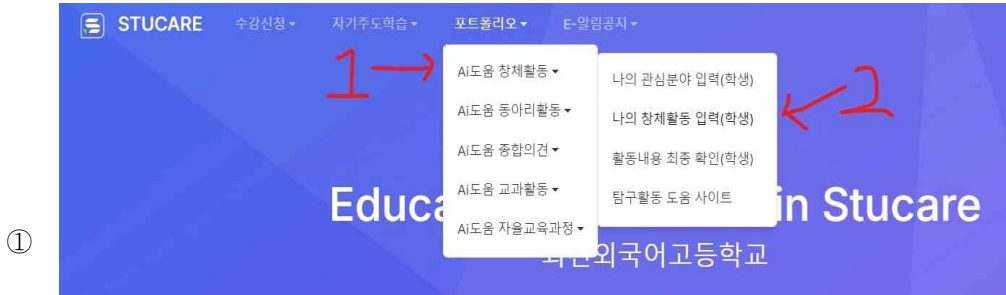 STUCARE 수강신청 자기주도학습 포트폴리오 E-알림공지
1
Ai도움 창체활동
Ai도움 동아리활동
Ai도움 종합의견
Ai도움 교과활동
Ai도움 자율교육과정
나의 관심분야 입력(학생)
나의 창체활동 입력(학생)
활동내용 최종 확인(학생)
탐구활동 도움 사이트
2
Educa in Stucare
외국어고등학교
①